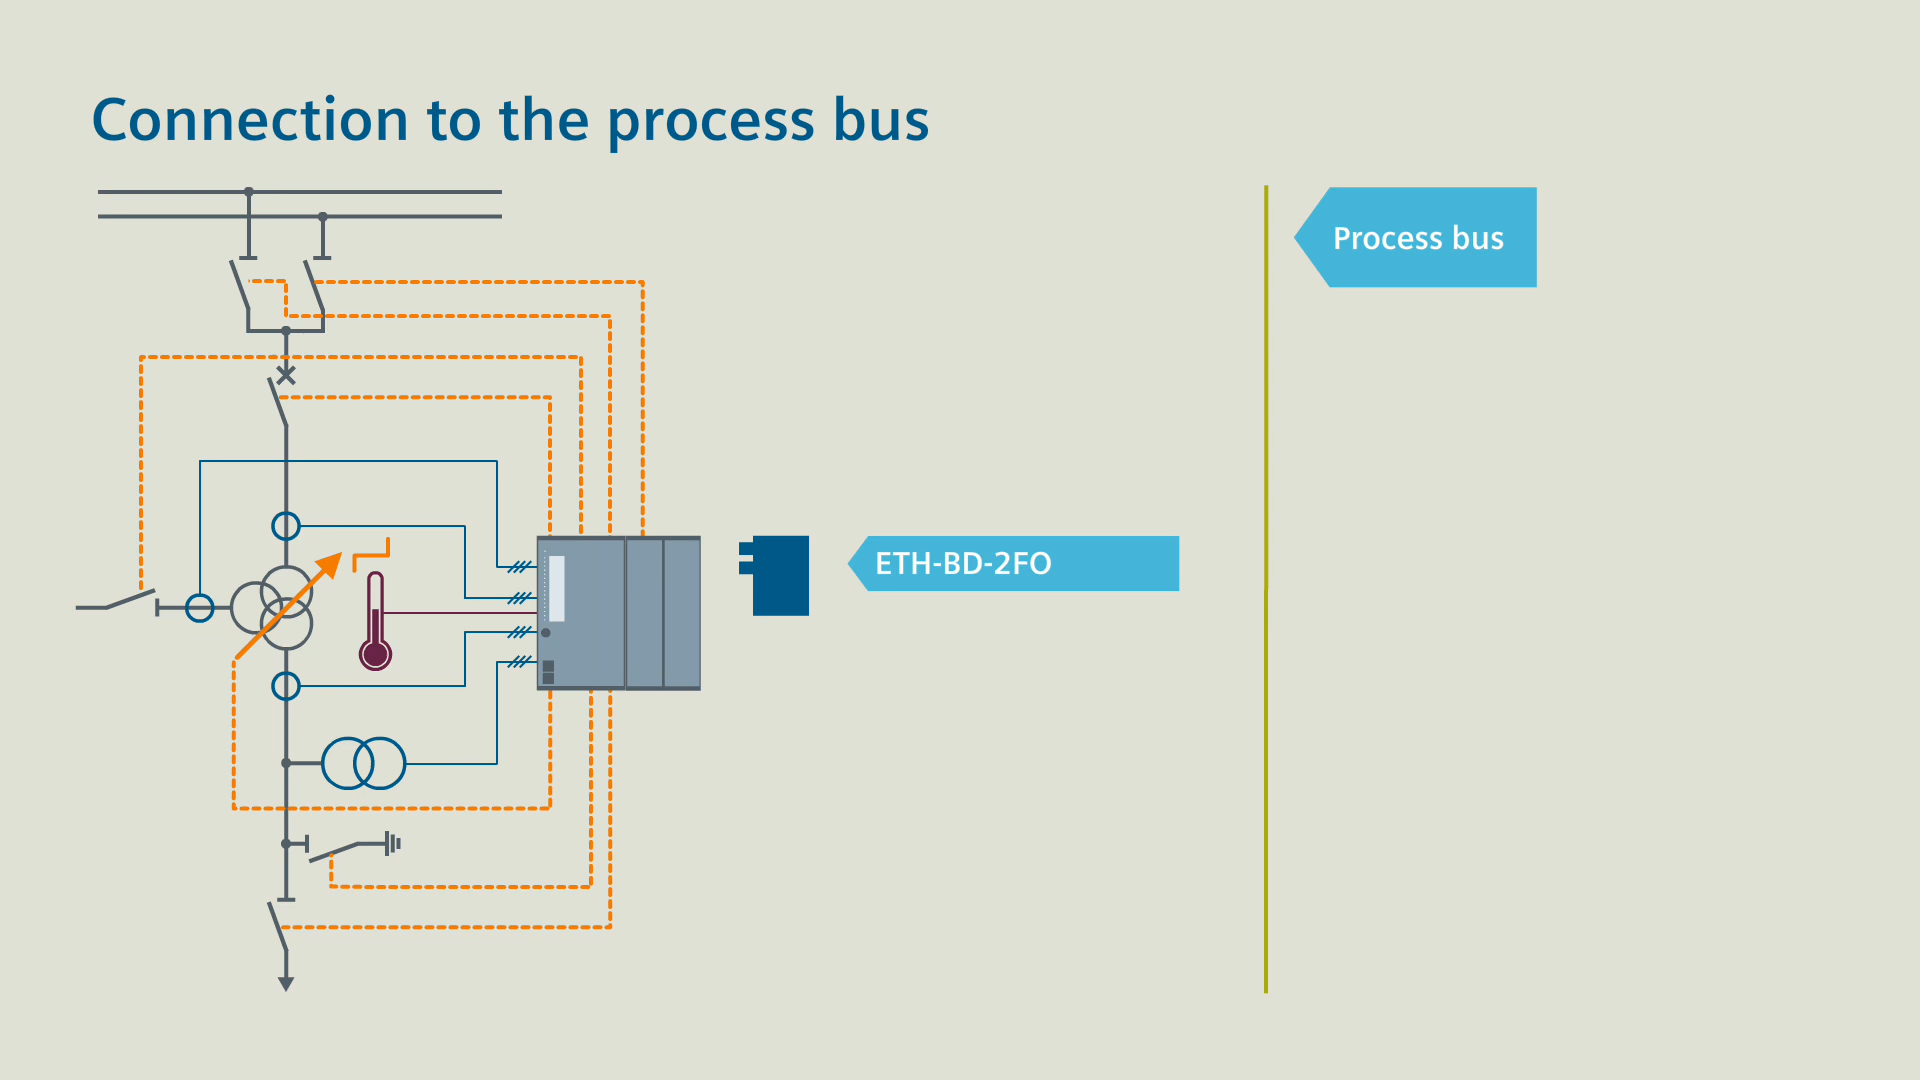 Connection to the process bus
Process bus
ETH-BD-2FO